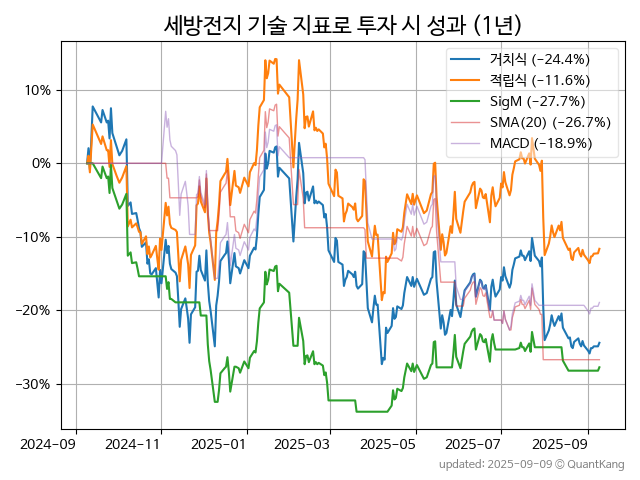 세방전지 기술 지표로 투자 시 성과 (1년)
거치식 (−24.4%)
적립식 (−11.6%)
SigM (−27.7%)
SMA(20) (−26.7%)
MACD (−18.9%)
10%
0%
−10%
−20%
−30%
2024-09 2024-11 2025-01 2025-03 2025-05 2025-07 2025-09
updated: 2025-09-09 © QuantKang